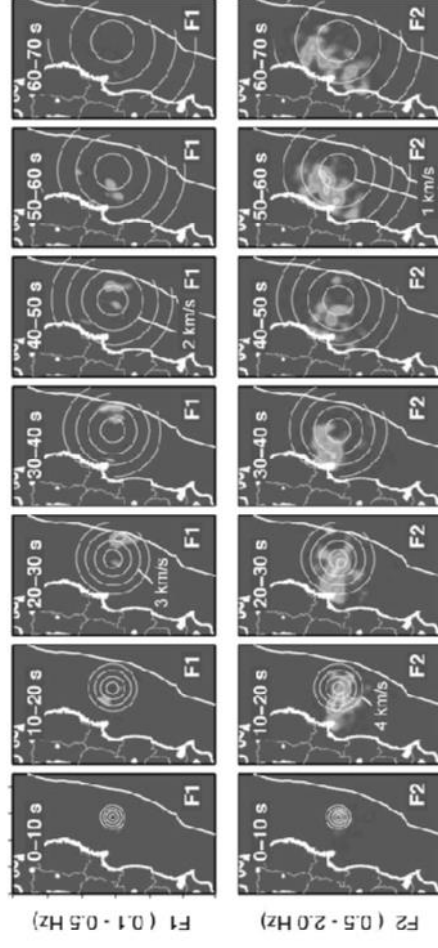 F1 ( 0.1 - 0.5 Hz)
0–10 s
F1
10–20 s
F1
20–30 s
3 km/s
F1
30–40 s
F1
40–50 s
2 km/s
F1
50–60 s
F1
60–70 s
F1
F2 ( 0.5 - 2.0 Hz)
0–10 s
F2
10–20 s
4 km/s
F2
20–30 s
F2
30–40 s
F2
40–50 s
F2
50–60 s
1 km/s
F2
60–70 s
F2